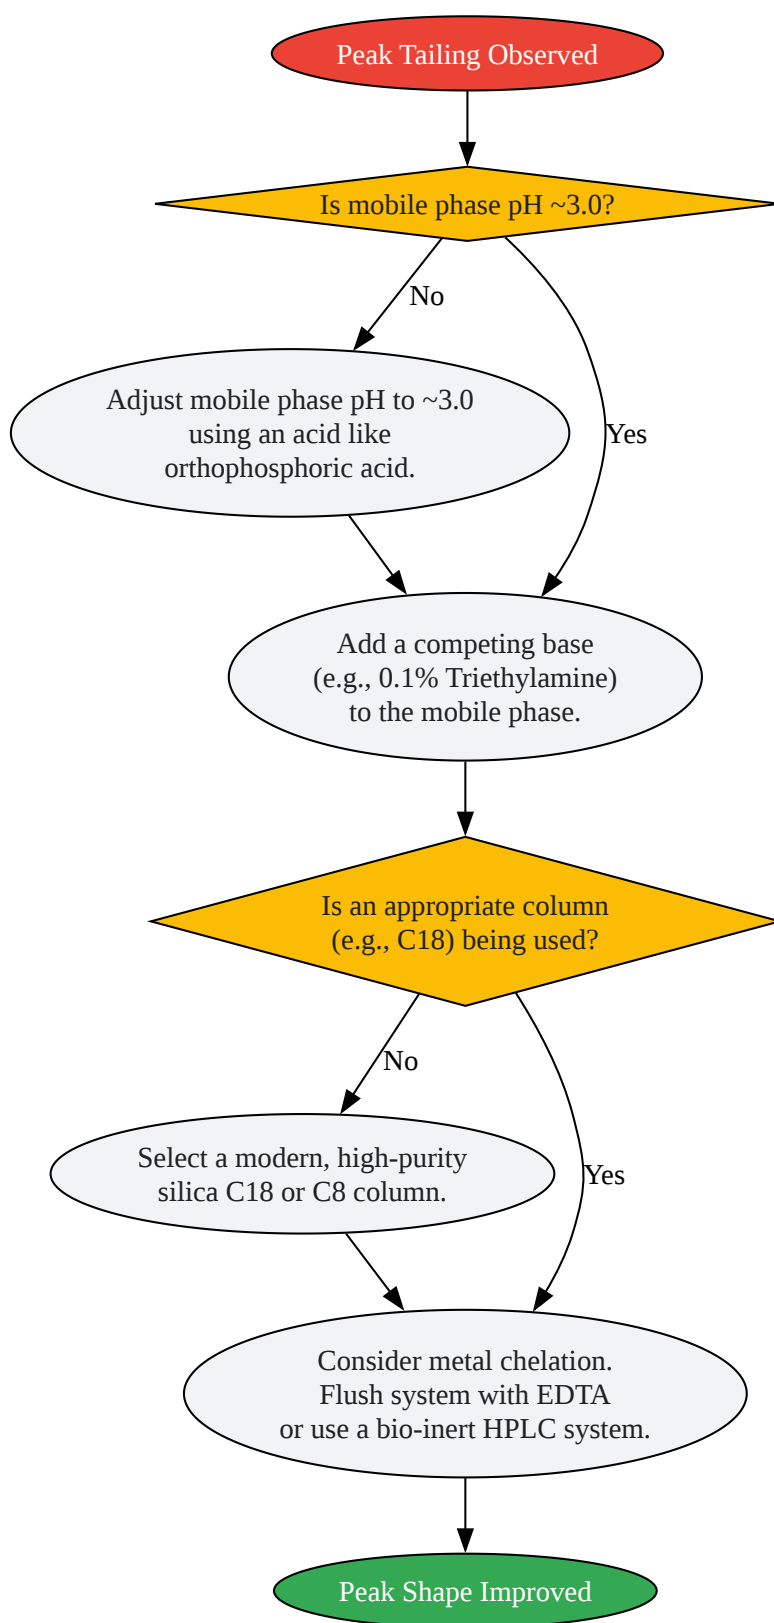 Peak Tailing Observed
Is mobile phase pH ~3.0?
No
Adjust mobile phase pH to ~3.0
using an acid like
orthophosphoric acid.
Yes
Add a competing base
(e.g., 0.1% Triethylamine)
to the mobile phase.
Is an appropriate column
(e.g., C18) being used?
No
Select a modern, high-purity
silica C18 or C8 column.
Yes
Consider metal chelation.
Flush system with EDTA
or use a bio-inert HPLC system.
Peak Shape Improved